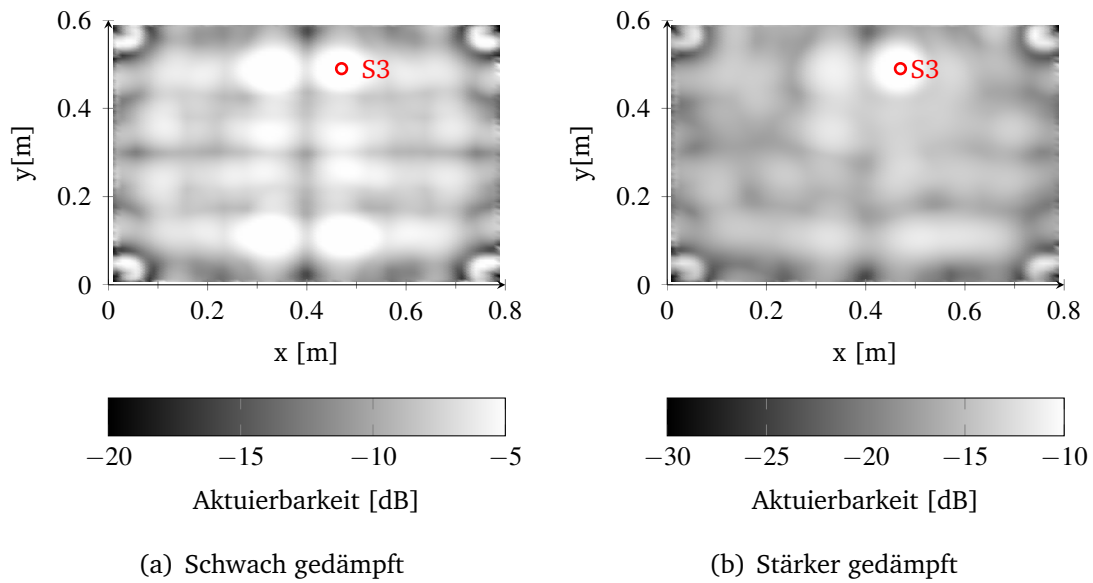 0.6
0.4
0.2
0
y[m]
S3
0
0.2
0.4
0.6
0.8
x [m]
−20
−15
−10
−5
Aktuierbarkeit [dB]
(a) Schwach gedämpft
0.6
0.4
0.2
0
y[m]
S3
0
0.2
0.4
0.6
0.8
x [m]
−30
−25
−20
−15
−10
Aktuierbarkeit [dB]
(b) Stärker gedämpft